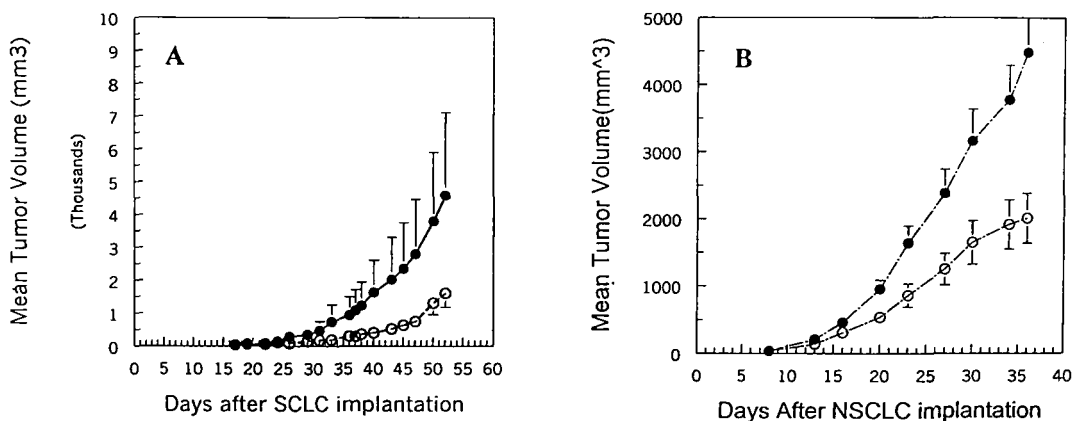 A
Mean Tumor Volume (mm3)
(Thousands)
10
9
8
7
6
5
4
3
2
1
0
0 5 10 15 20 25 30 35 40 45 50 55 60
Days after SCLC implantation
B
Mean Tumor Volume(mm^3)
5000
4000
3000
2000
1000
0
0 5 10 15 20 25 30 35 40
Days After NSCLC implantation